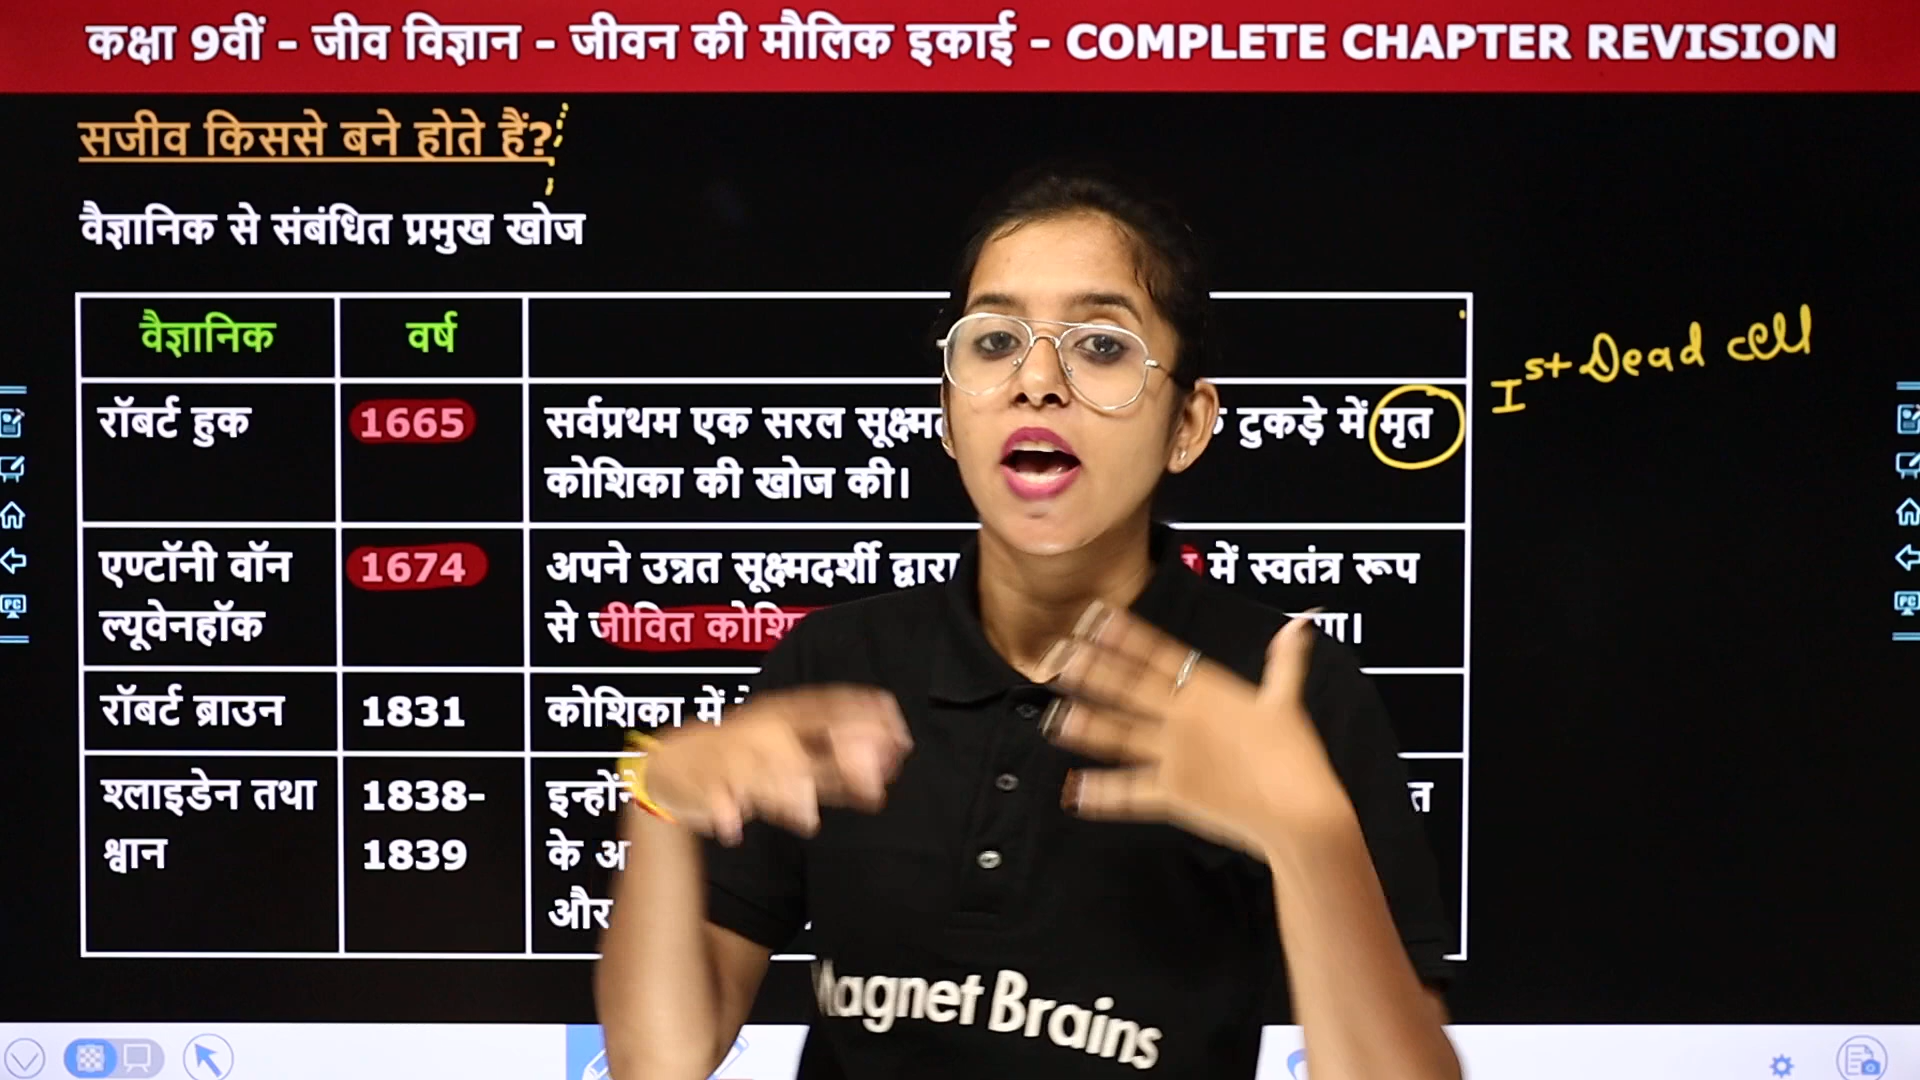 कक्षा 9वीं - जीव विज्ञान - जीवन की मौलिक इकाई - COMPLETE CHAPTER REVISION
सजीव किससे बने होते हैं?
वैज्ञानिक से संबंधित प्रमुख खोज
वैज्ञानिक वर्ष
रॉबर्ट हुक 1665 सर्वप्रथम एक सरल टुकड़े में मृत
कोशिका की खोज की।
Ist Dead cell
एण्टॉनी वॉन 1674 अपने उन्नत सूक्ष्मदर्शी द्वारा में स्वतंत्र रूप
ल्यूवेनहॉक से जीवित
रॉबर्ट ब्राउन 1831 कोशिका में
श्लाइडेन तथा 1838- इन्होंने
श्वान 1839 के
और
Magnet Brains